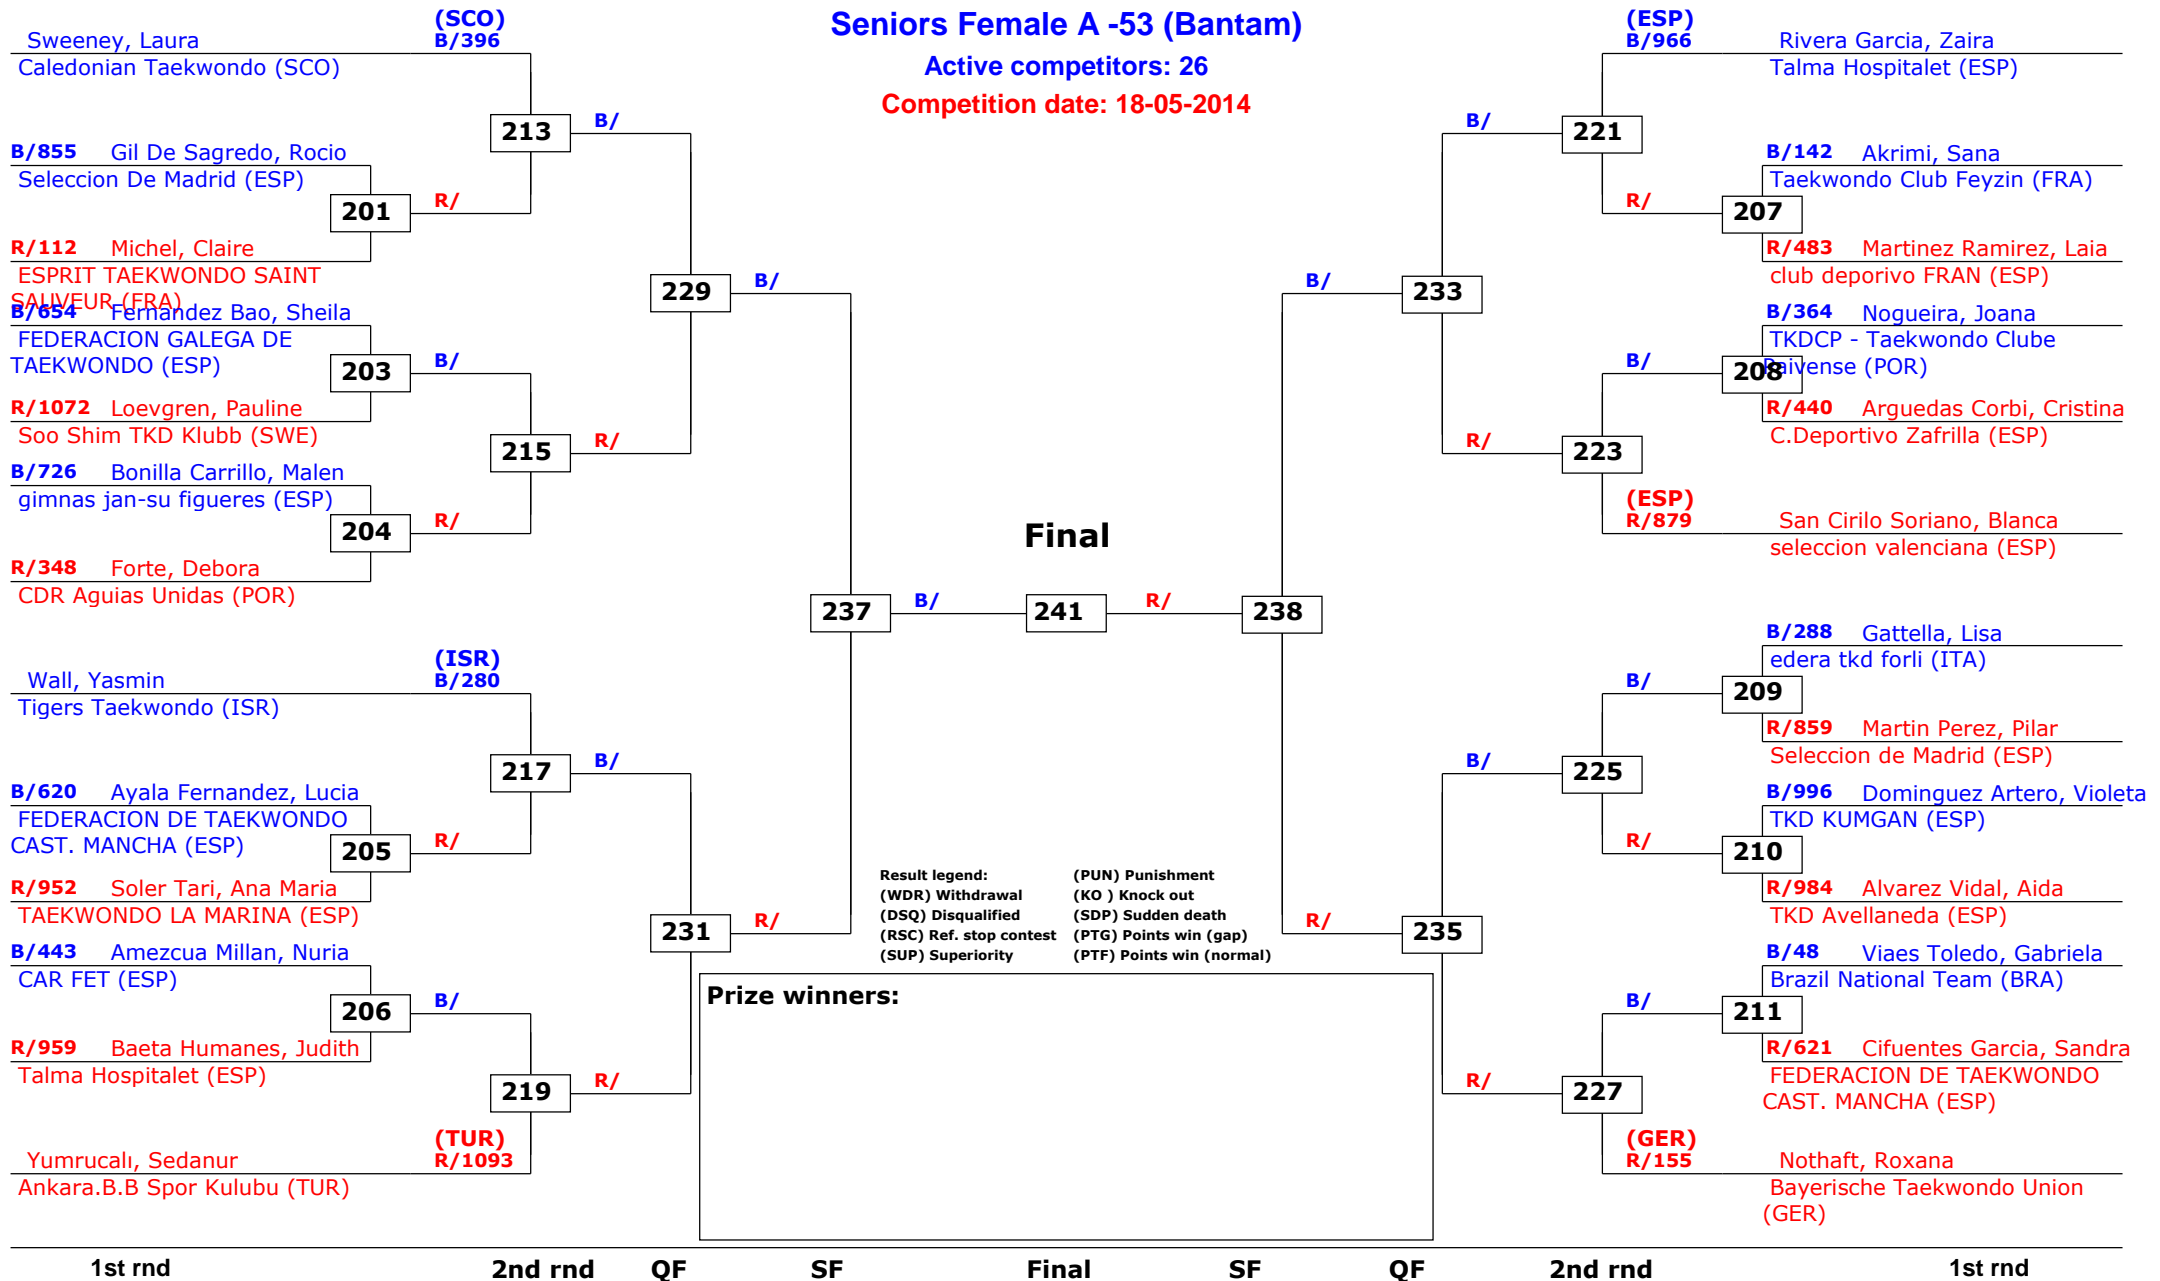 Seniors Female A -53 (Bantam)
Active competitors: 26
Competition date: 18-05-2014
(SCO)
Sweeney, Laura B/396
Caledonian Taekwondo (SCO)
213
B/
B/855 Gil De Sagredo, Rocio
Seleccion De Madrid (ESP)
201
R/
R/112 Michel, Claire
ESPRIT TAEKWONDO SAINT
SAUVEUR (FRA)
229
B/
B/654 Fernandez Bao, Sheila
FEDERACION GALEGA DE
TAEKWONDO (ESP)
203
B/
R/1072 Loevgren, Pauline
Soo Shim TKD Klubb (SWE)
215
R/
B/726 Bonilla Carrillo, Malen
gimnas jan-su figueres (ESP)
204
R/
R/348 Forte, Debora
CDR Aguias Unidas (POR)
237
B/
(ISR)
Wall, Yasmin B/280
Tigers Taekwondo (ISR)
217
B/
B/620 Ayala Fernandez, Lucia
FEDERACION DE TAEKWONDO
CAST. MANCHA (ESP)
205
R/
R/952 Soler Tari, Ana Maria
TAEKWONDO LA MARINA (ESP)
231
R/
B/443 Amezcua Millan, Nuria
CAR FET (ESP)
206
B/
R/959 Baeta Humanes, Judith
Talma Hospitalet (ESP)
219
R/
(TUR)
Yumrucalı, Sedanur R/1093
Ankara.B.B Spor Kulubu (TUR)
Final
241
R/
238
(ESP)
B/966 Rivera Garcia, Zaira
Talma Hospitalet (ESP)
B/
221
B/142 Akrimi, Sana
Taekwondo Club Feyzin (FRA)
R/
207
R/483 Martinez Ramirez, Laia
club deporivo FRAN (ESP)
B/
233
B/364 Nogueira, Joana
TKDCP - Taekwondo Clube
Paivense (POR)
B/
208
R/440 Arguedas Corbi, Cristina
C.Deportivo Zafrilla (ESP)
R/
223
(ESP)
R/879 San Cirilo Soriano, Blanca
seleccion valenciana (ESP)
B/288 Gattella, Lisa
edera tkd forli (ITA)
B/
209
R/859 Martin Perez, Pilar
Seleccion de Madrid (ESP)
B/
225
B/996 Dominguez Artero, Violeta
TKD KUMGAN (ESP)
R/
210
R/984 Alvarez Vidal, Aida
TKD Avellaneda (ESP)
R/
235
B/48 Viaes Toledo, Gabriela
Brazil National Team (BRA)
B/
211
R/621 Cifuentes Garcia, Sandra
FEDERACION DE TAEKWONDO
CAST. MANCHA (ESP)
R/
227
(GER)
R/155 Nothaft, Roxana
Bayerische Taekwondo Union
(GER)
Result legend: (PUN) Punishment
(WDR) Withdrawal (KO ) Knock out
(DSQ) Disqualified (SDP) Sudden death
(RSC) Ref. stop contest (PTG) Points win (gap)
(SUP) Superiority (PTF) Points win (normal)
Prize winners:
1st rnd 2nd rnd QF SF Final SF QF 2nd rnd 1st rnd